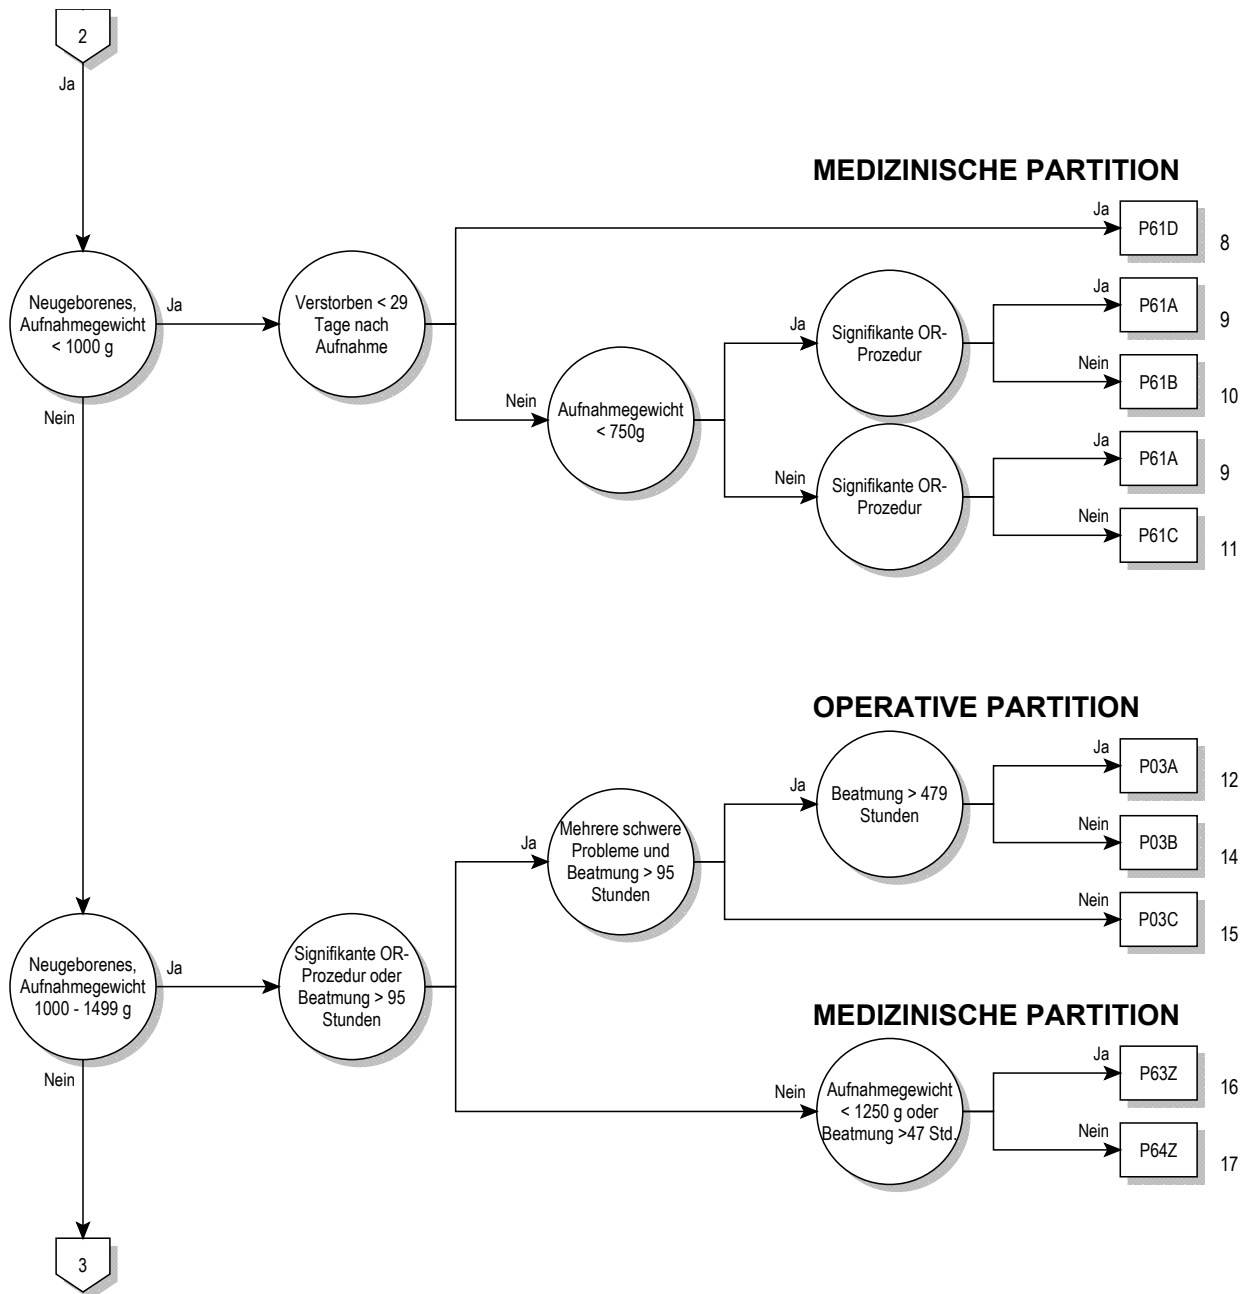 2
Ja
MEDIZINISCHE PARTITION
Ja
P61D
8
Neugeborenes,
Aufnahmegewicht
< 1000 g
Ja
Verstorben < 29
Tage nach
Aufnahme
Nein
Aufnahmegewicht
< 750g
Ja
Signifikante OR-
Prozedur
Ja
P61A
9
Nein
P61B
10
Nein
Signifikante OR-
Prozedur
Ja
P61A
9
Nein
P61C
11
Nein
OPERATIVE PARTITION
Neugeborenes,
Aufnahmegewicht
1000 - 1499 g
Ja
Signifikante OR-
Prozedur oder
Beatmung > 95
Stunden
Ja
Mehrere schwere
Probleme und
Beatmung > 95
Stunden
Ja
Beatmung > 479
Stunden
Ja
P03A
12
Nein
P03B
14
Nein
P03C
15
MEDIZINISCHE PARTITION
Nein
Aufnahmegewicht
< 1250 g oder
Beatmung >47 Std.
Ja
P63Z
16
Nein
P64Z
17
Nein
3